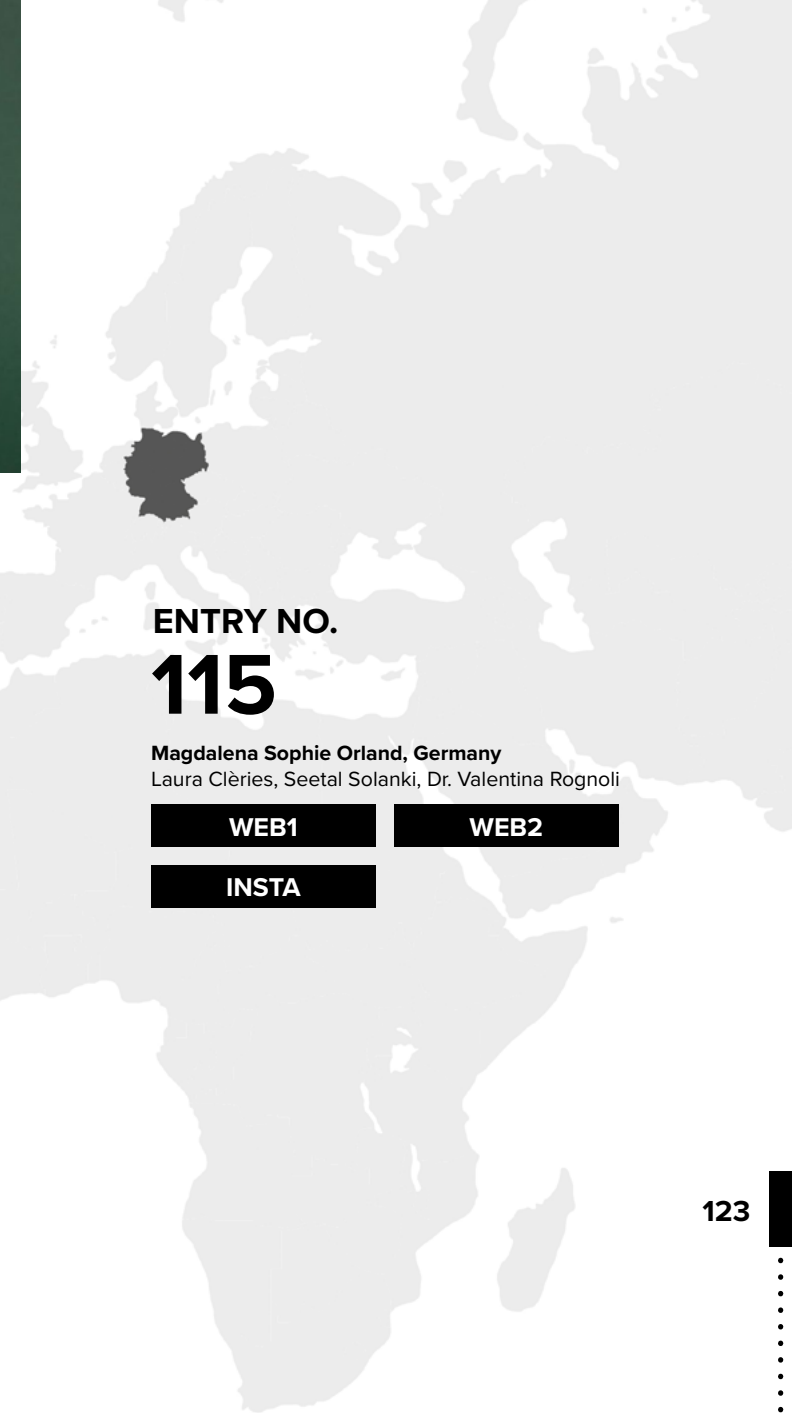 ENTRY NO.
115
Magdalena Sophie Orland, Germany
Laura Clèries, Seetal Solanki, Dr. Valentina Rognoli
WEB1 WEB2
INSTA
123